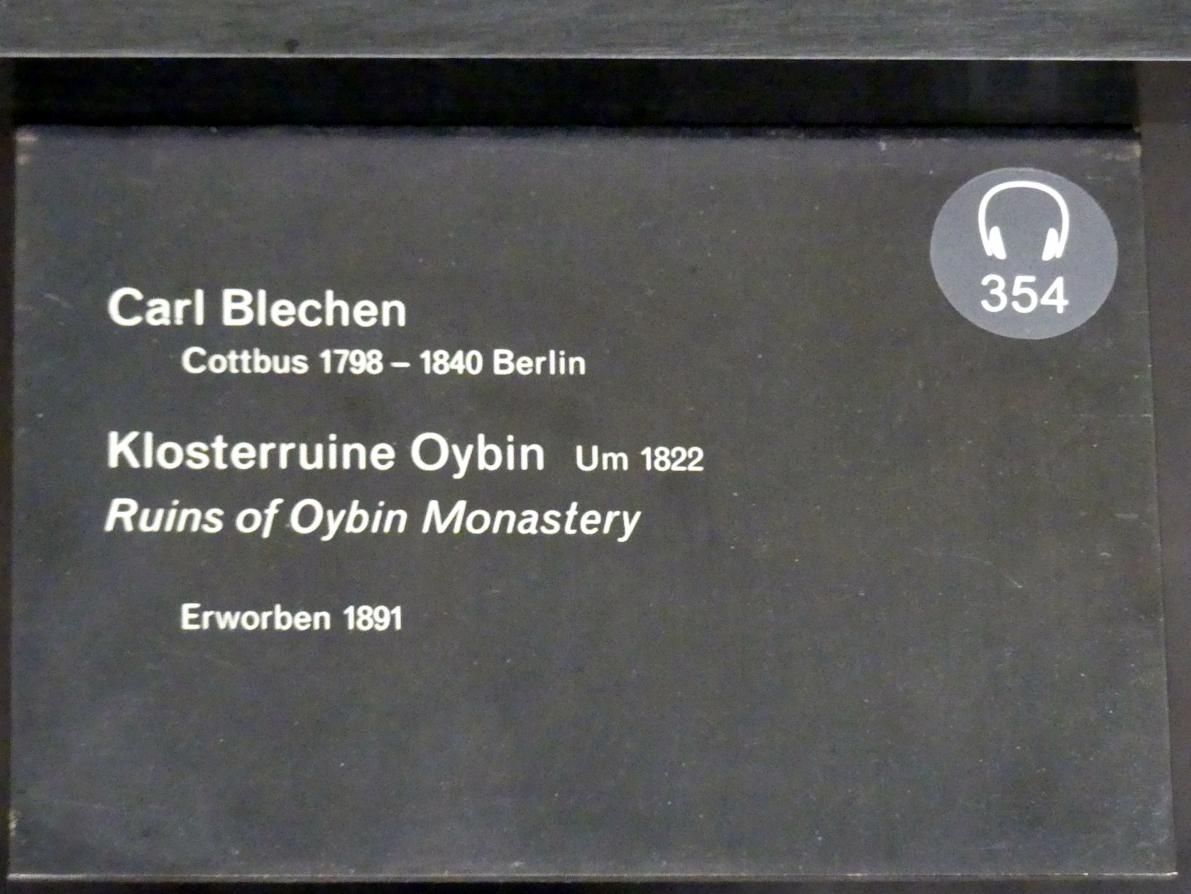 354
Carl Blechen
Cottbus 1798 – 1840 Berlin
Klosterruine Oybin Um 1822
Ruins of Oybin Monastery
Erworben 1891